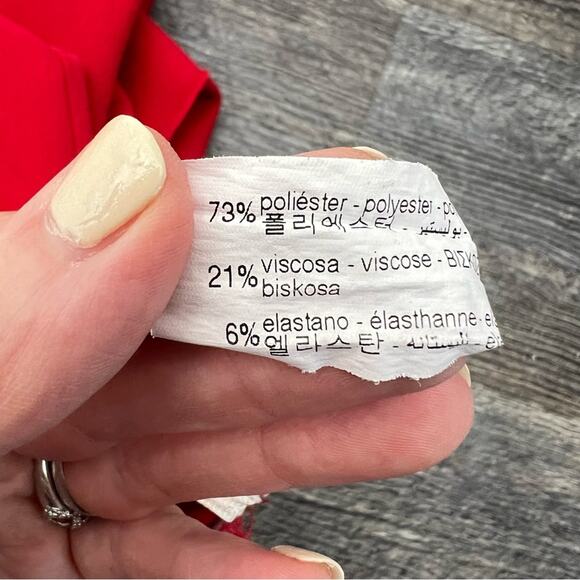 73% poliéster - polyester -
폴리에스터 - بوليستير -
21% viscosa - viscose -
biskosa
6% elastano - élasthanne -
엘라스탄 -